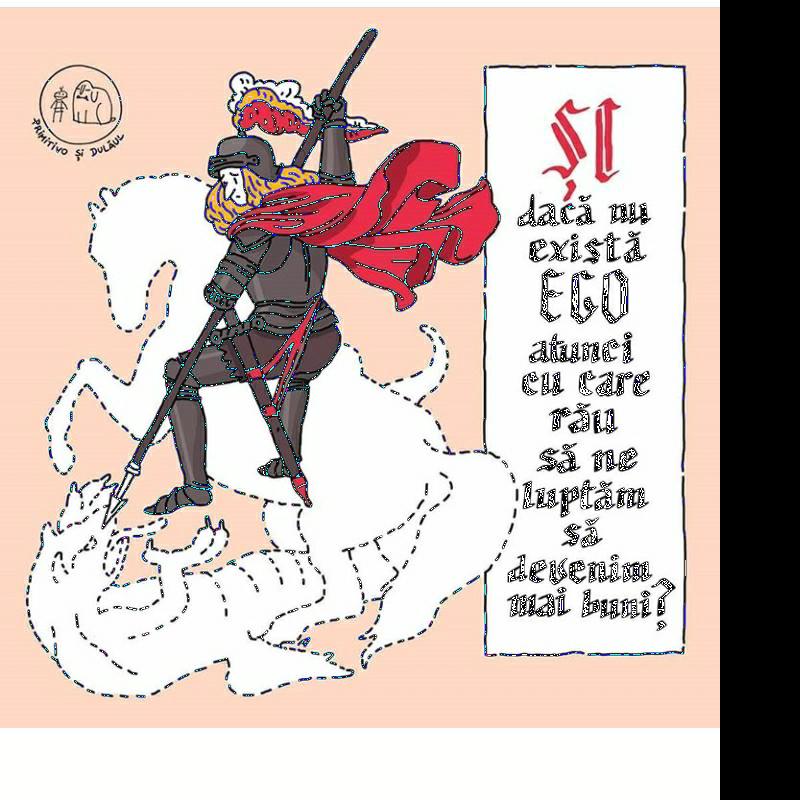 PRIMITIVO ȘI DULĂUL
ȘI
dacă nu
există
EGO
atunci
cu care
rău
să ne
luptăm
să
devenim
mai buni?